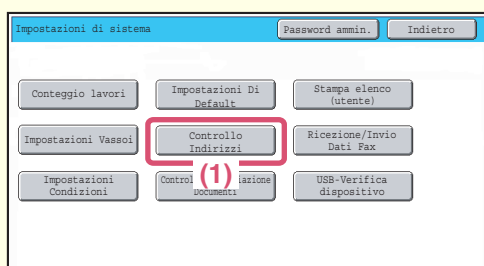 Impostazioni di sistema
Password ammin.
Indietro
Conteggio lavori
Impostazioni Di
Default
Stampa elenco
(utente)
Impostazioni Vassoi
Controllo
Indirizzi
Ricezione/Invio
Dati Fax
Impostazioni
Condizioni
(1)
Documenti
USB-Verifica
dispositivo